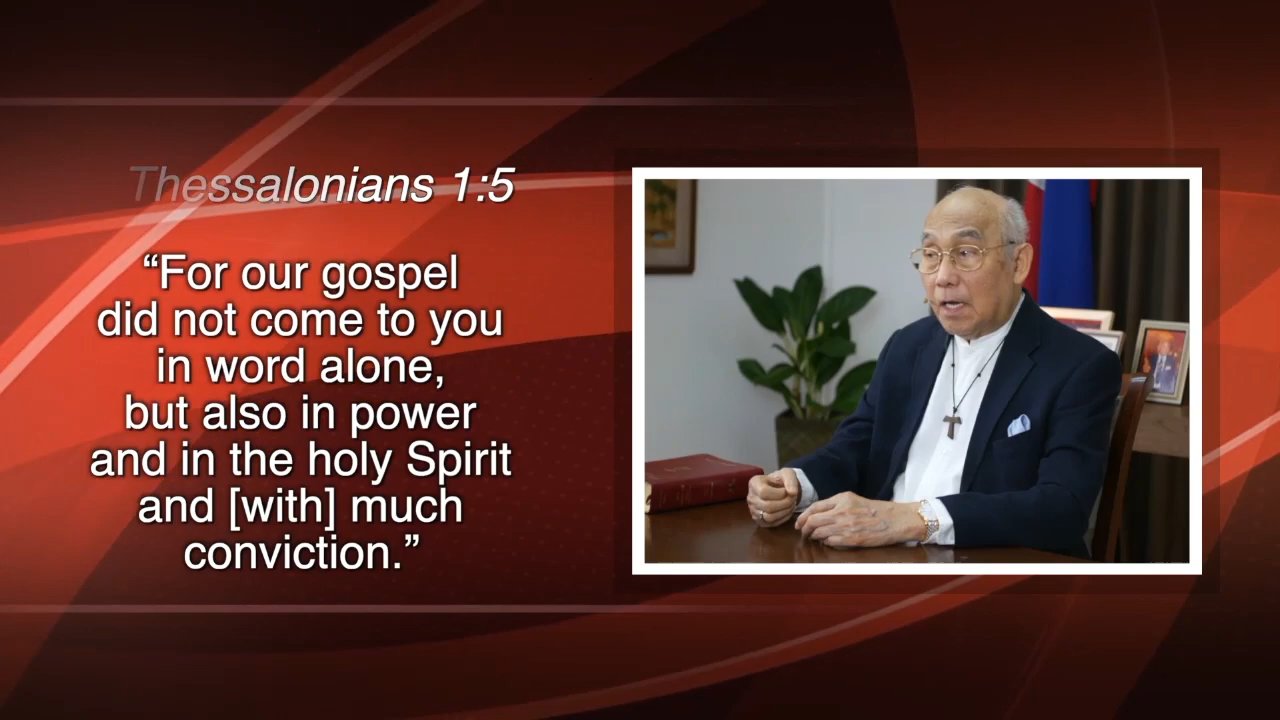 Thessalonians 1:5
“For our gospel
did not come to you
in word alone,
but also in power
and in the holy Spirit
and [with] much
conviction.”